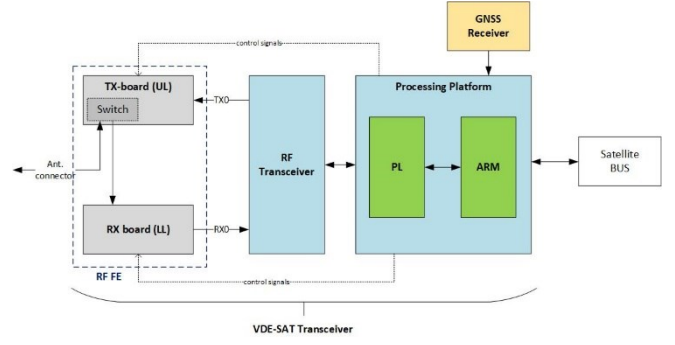 GNSS
Receiver
control signals
TX-board (UL)
Switch
TX0
Processing Platform
Ant.
connector
RF
Transceiver
PL
ARM
Satellite
BUS
RX board (LL)
RX0
control signals
RF FE
VDE-SAT Transceiver